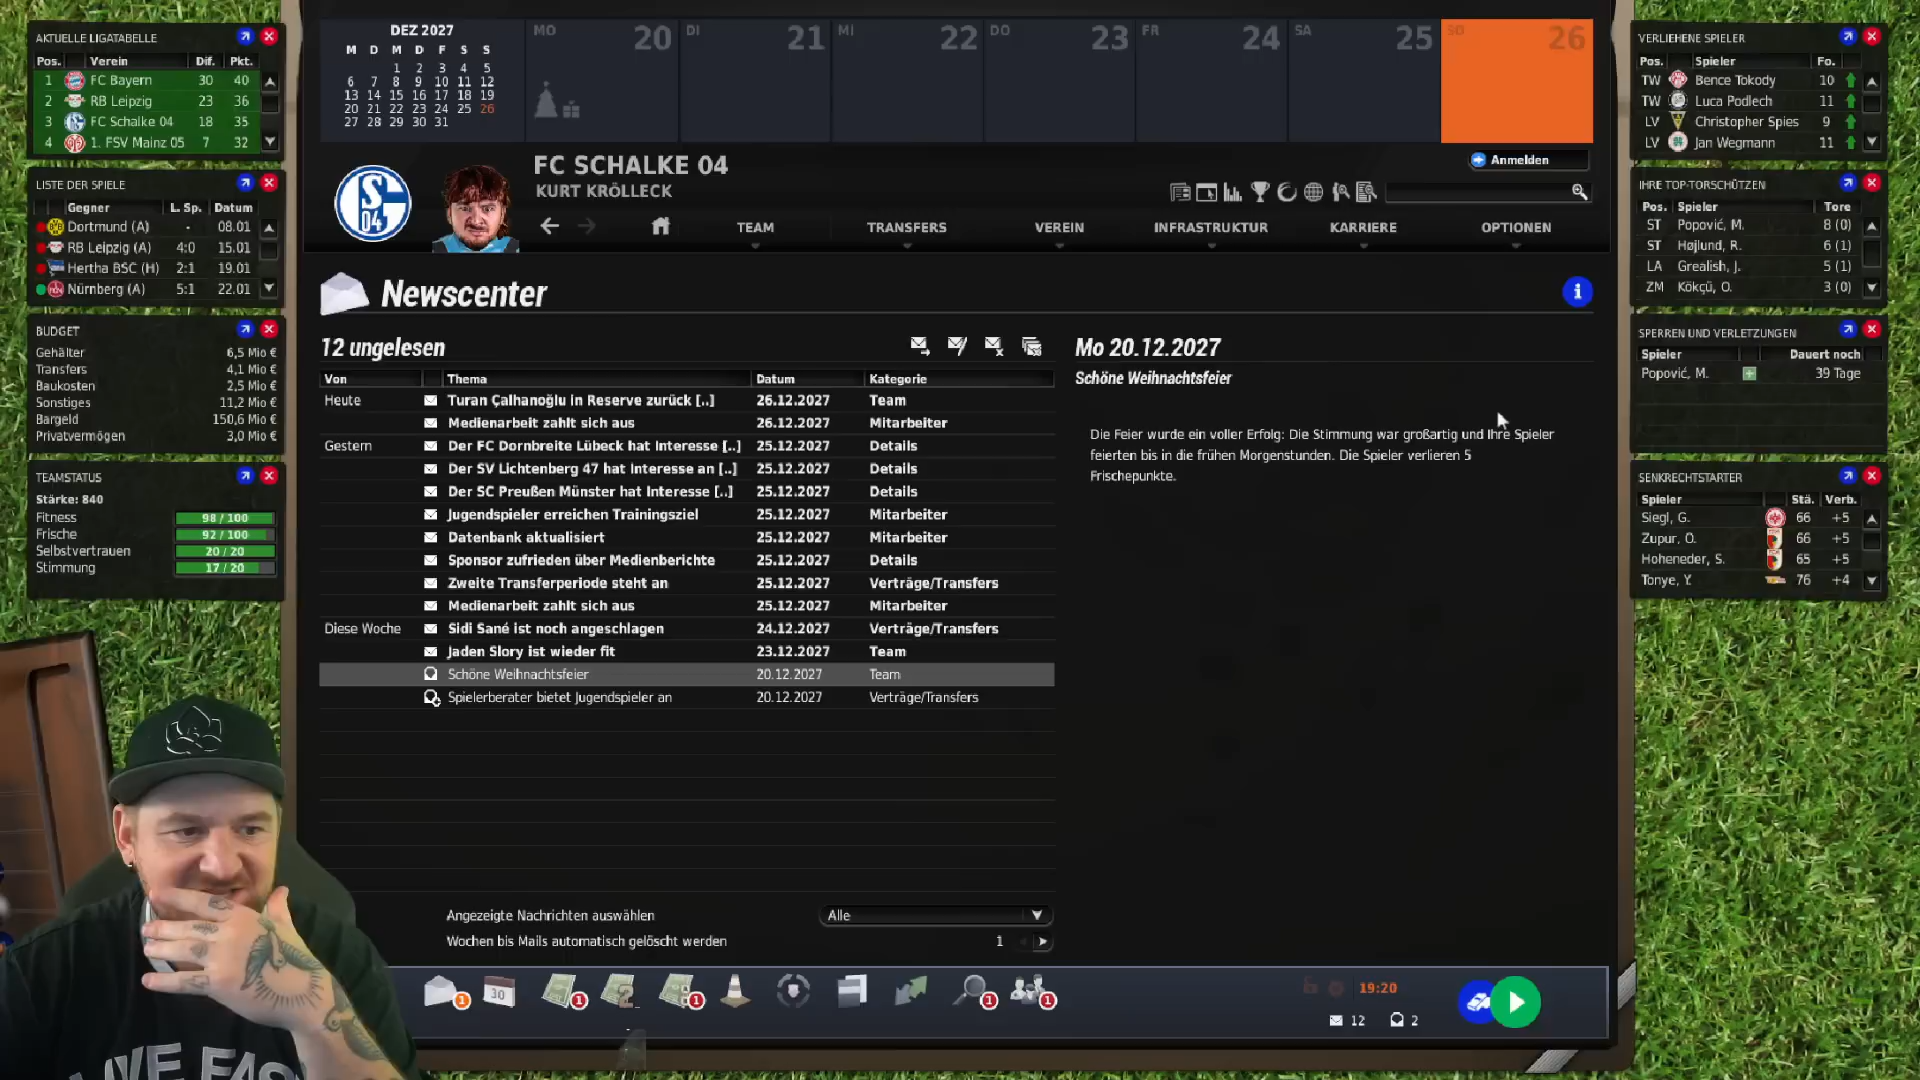 AKTUELLE LIGATABELLE
Pos. Verein Dif. Pkt.
1 FC Bayern 30 40
2 RB Leipzig 23 36
3 FC Schalke 04 18 35
4 1. FSV Mainz 05 7 32
LISTE DER SPIELE
Gegner L. Sp. Datum
Dortmund (A) - 08.01
RB Leipzig (A) 4:0 15.01
Hertha BSC (H) 2:1 19.01
Nürnberg (A) 5:1 22.01
BUDGET
Gehälter 6,5 Mio €
Transfers 4,1 Mio €
Baukosten 2,5 Mio €
Sonstiges 11,2 Mio €
Bargeld 150,6 Mio €
Privatvermögen 3,0 Mio €
TEAMSTATUS
Stärke: 840
Fitness 98 / 100
Frische 92 / 100
Selbstvertrauen 20 / 20
Stimmung 17 / 20
DEZ 2027
M D M D F S S
1 2 3 4 5
6 7 8 9 10 11 12
13 14 15 16 17 18 19
20 21 22 23 24 25 26
27 28 29 30 31
MO 20 DI 21 MI 22 DO 23 FR 24 SA 25 SO 26
FC SCHALKE 04
KURT KRÖLLECK
Anmelden
TEAM TRANSFERS VEREIN INFRASTRUKTUR KARRIERE OPTIONEN
Newscenter
12 ungelesen
Von Thema Datum Kategorie
Heute Turan Çalhanoğlu in Reserve zurück [..] 26.12.2027 Team
Medienarbeit zahlt sich aus 26.12.2027 Mitarbeiter
Gestern Der FC Dornbreite Lübeck hat Interesse [..] 25.12.2027 Details
Der SV Lichtenberg 47 hat Interesse an [..] 25.12.2027 Details
Der SC Preußen Münster hat Interesse [..] 25.12.2027 Details
Jugendspieler erreichen Trainingsziel 25.12.2027 Mitarbeiter
Datenbank aktualisiert 25.12.2027 Mitarbeiter
Sponsor zufrieden über Medienberichte 25.12.2027 Details
Zweite Transferperiode steht an 25.12.2027 Verträge/Transfers
Medienarbeit zahlt sich aus 25.12.2027 Mitarbeiter
Diese Woche Sidi Sané ist noch angeschlagen 24.12.2027 Verträge/Transfers
Jaden Slory ist wieder fit 23.12.2027 Team
Schöne Weihnachtsfeier 20.12.2027 Team
Spielerberater bietet Jugendspieler an 20.12.2027 Verträge/Transfers
Angezeigte Nachrichten auswählen Alle
Wochen bis Mails automatisch gelöscht werden 1
Mo 20.12.2027
Schöne Weihnachtsfeier
Die Feier wurde ein voller Erfolg: Die Stimmung war großartig und Ihre Spieler
feierten bis in die frühen Morgenstunden. Die Spieler verlieren 5
Frischepunkte.
1 30 1 2 1 1 1
19:20
12 2
VERLIEHENE SPIELER
Pos. Spieler Fo.
TW Bence Tokody 10
TW Luca Podlech 11
LV Christopher Spies 9
LV Jan Wegmann 11
IHRE TOP-TORSCHÜTZEN
Pos. Spieler Tore
ST Popović, M. 8 (0)
ST Højlund, R. 6 (1)
LA Grealish, J. 5 (1)
ZM Kökçü, O. 3 (0)
SPERREN UND VERLETZUNGEN
Spieler Dauert noch
Popović, M. 39 Tage
SENKRECHTSTARTER
Spieler Stä. Verb.
Siegl, G. 66 +5
Zupur, O. 66 +5
Hoheneder, S. 65 +5
Tonye, Y. 76 +4